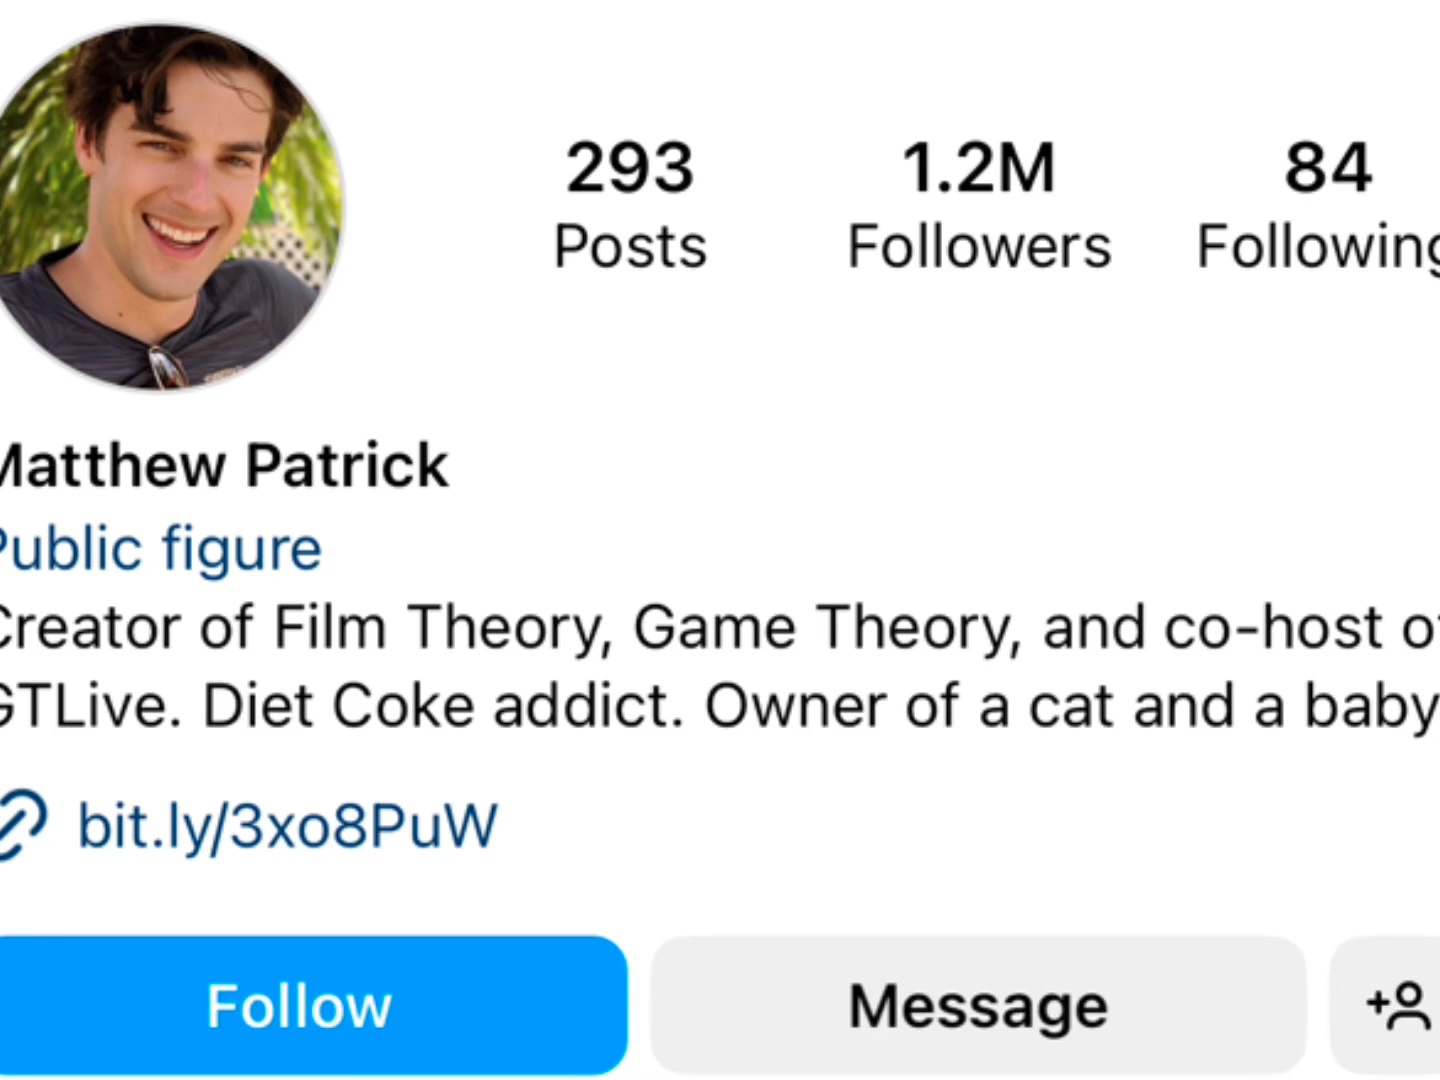 293 1.2M 84
Posts Followers Following
Matthew Patrick
Public figure
Creator of Film Theory, Game Theory, and co-host of
GTLive. Diet Coke addict. Owner of a cat and a baby
bit.ly/3xo8PuW
Follow Message